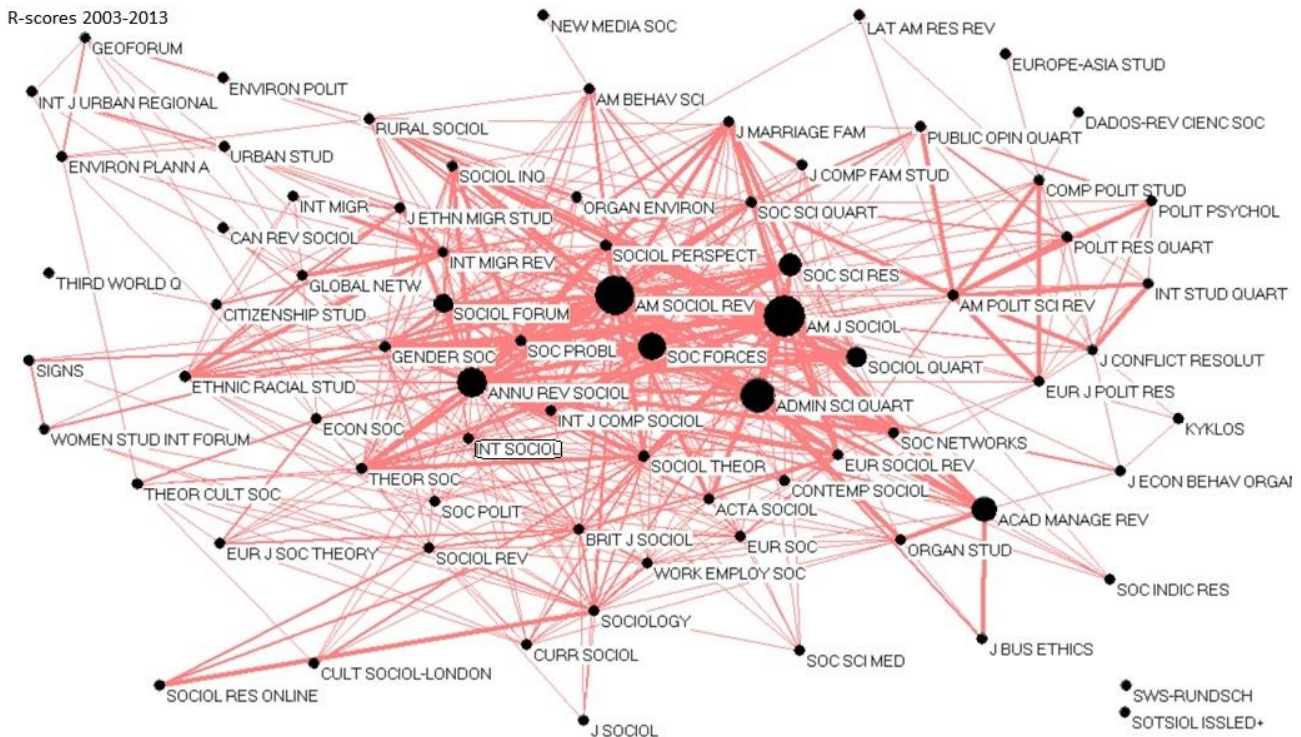 R-scores 2003-2013
NEW MEDIA SOC
LAT AM RES REV
GEOFORUM
EUROPE-ASIA STUD
ENVIRON POLIT
AM BEHAV SCI
INT J URBAN REGIONAL
DADOS-REV CIENC SOC
RURAL SOCIOL
J MARRIAGE FAM
PUBLIC OPIN QUART
URBAN STUD
ENVIRON PLANN A
SOCIOL INQ
J COMP FAM STUD
COMP POLIT STUD
INT MIGR
ORGAN ENVIRON
SOC SCI QUART
POLIT PSYCHOL
J ETHN MIGR STUD
CAN REV SOCIOL
POLIT RES QUART
SOCIOL PERSPECT
INT MIGR REV
SOC SCI RES
THIRD WORLD Q
GLOBAL NETW
INT STUD QUART
AM SOCIOL REV
AM POLIT SCI REV
CITIZENSHIP STUD
SOCIOL FORUM
AM J SOCIOL
GENDER SOC
SOC PROBL
SOC FORCES
J CONFLICT RESOLUT
SOCIOL QUART
SIGNS
ETHNIC RACIAL STUD
ANNU REV SOCIOL
EUR J POLIT RES
ADMIN SCI QUART
INT J COMP SOCIOL
ECON SOC
KYKLOS
WOMEN STUD INT FORUM
INT SOCIOL
SOC NETWORKS
SOCIOL THEOR
EUR SOCIOL REV
THEOR SOC
J ECON BEHAV ORGAN
THEOR CULT SOC
CONTEMP SOCIOL
SOC POLIT
ACTA SOCIOL
ACAD MANAGE REV
BRIT J SOCIOL
EUR SOC
ORGAN STUD
EUR J SOC THEORY
SOCIOL REV
WORK EMPLOY SOC
SOC INDIC RES
SOCIOLOGY
CURR SOCIOL
J BUS ETHICS
SOC SCI MED
CULT SOCIOL-LONDON
SOCIOL RES ONLINE
SWS-RUNDSCH
SOTSIOL ISSLED+
J SOCIOL